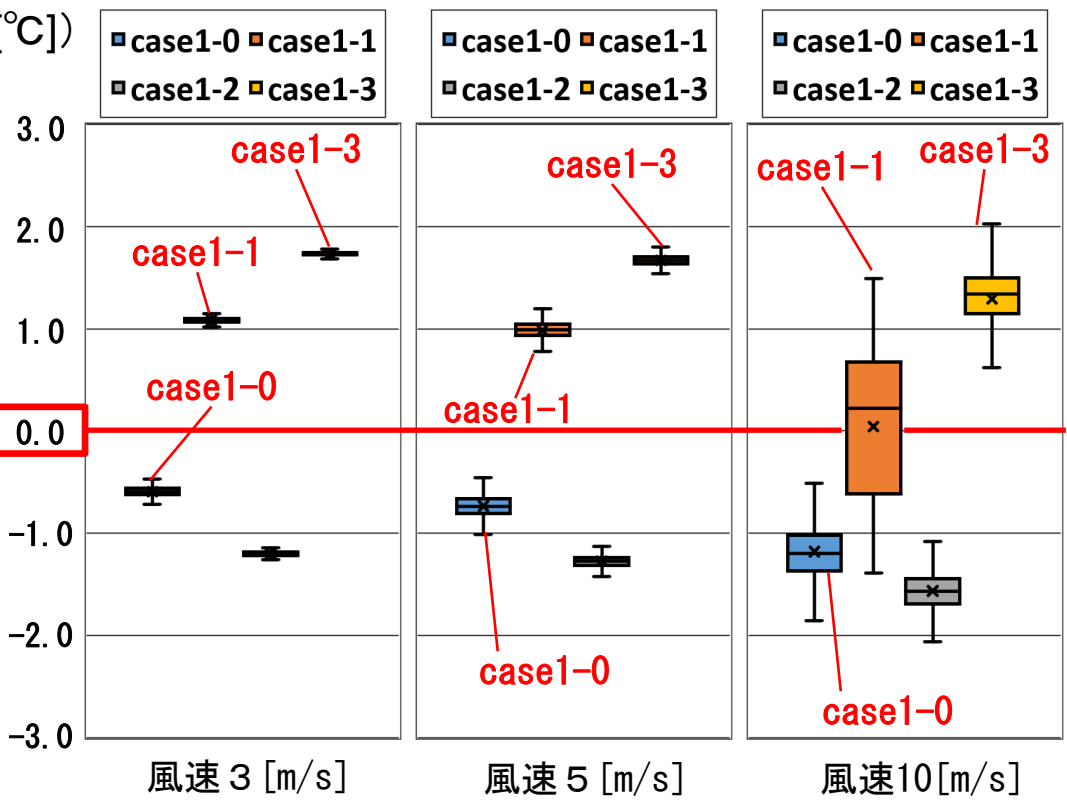 ℃])
case1-0 case1-1
case1-2 case1-3
case1-0 case1-1
case1-2 case1-3
case1-0 case1-1
case1-2 case1-3
3.0
2.0
1.0
0.0
-1.0
-2.0
-3.0
case1-3
case1-1
case1-0
case1-3
case1-1
case1-0
case1-1
case1-3
case1-0
風速３[m/s]
風速５[m/s]
風速10[m/s]